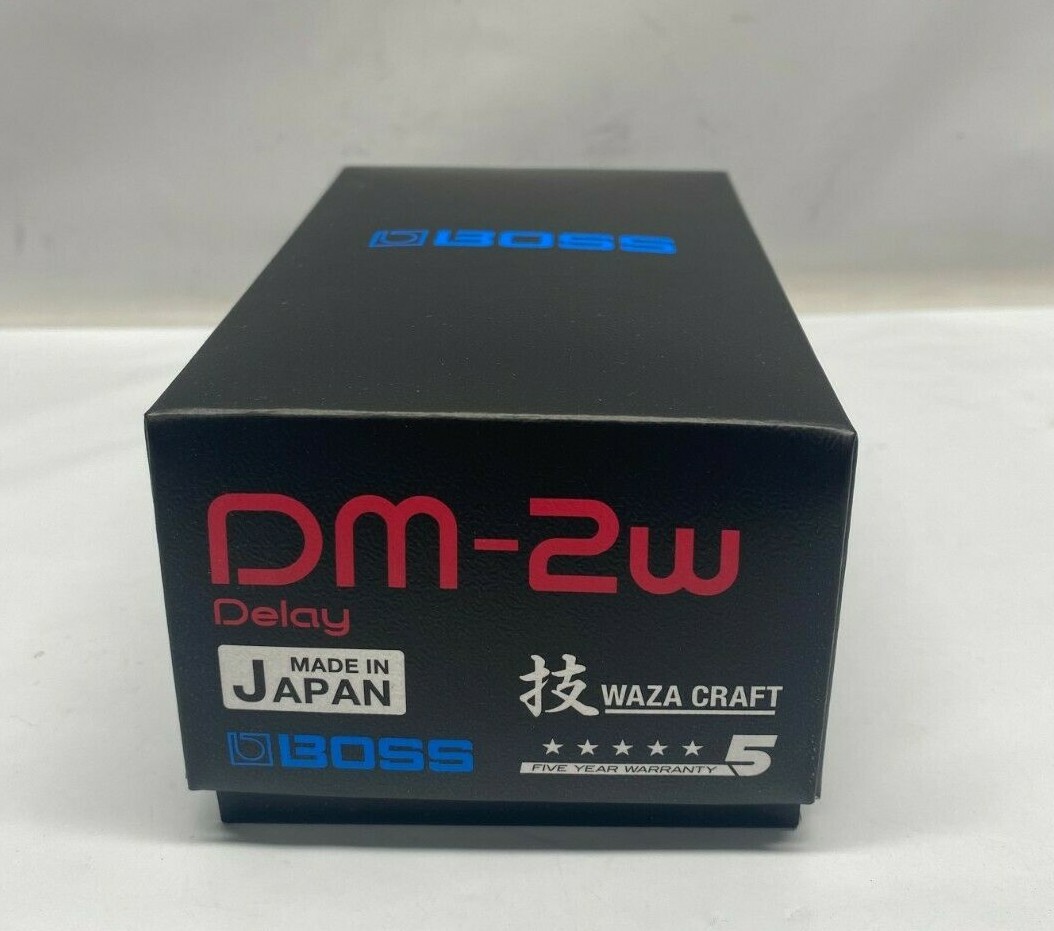 BOSS
DM-2w
Delay
MADE IN
JAPAN
技 WAZA CRAFT
BOSS
FIVE YEAR WARRANTY 5